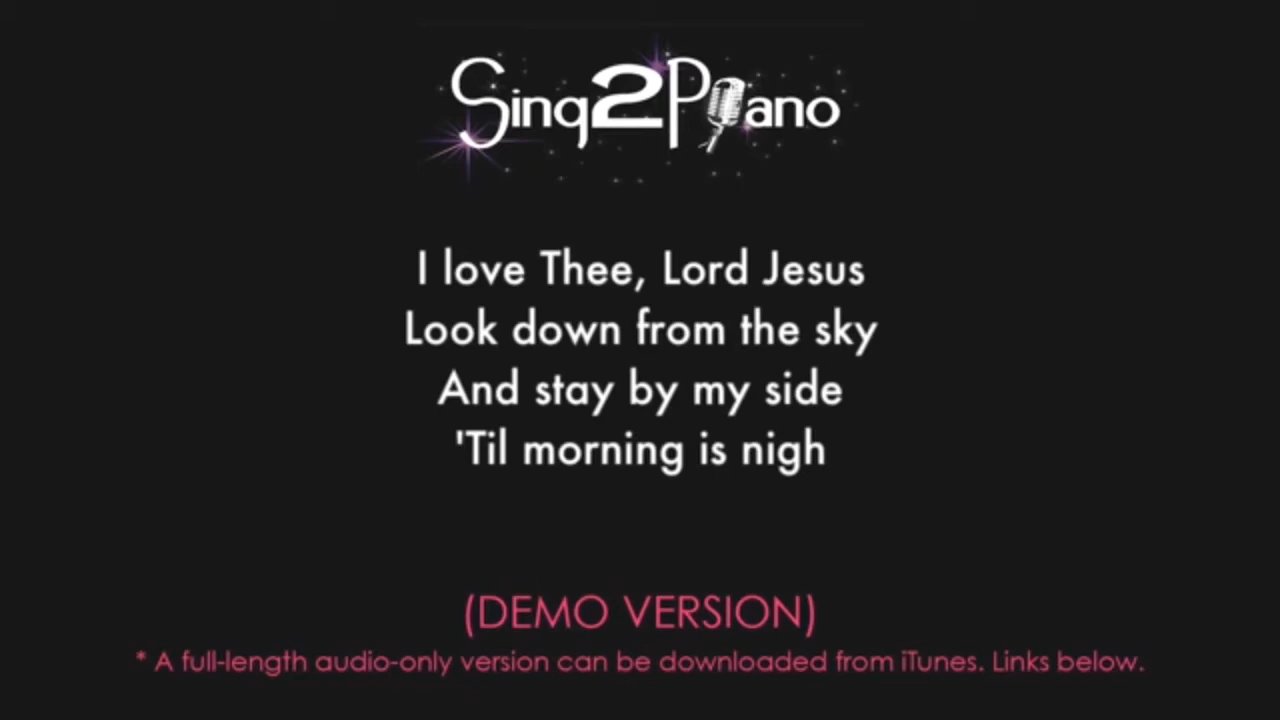 Sing2Piano
I love Thee, Lord Jesus
Look down from the sky
And stay by my side
'Til morning is nigh
(DEMO VERSION)
* A full-length audio-only version can be downloaded from iTunes. Links below.